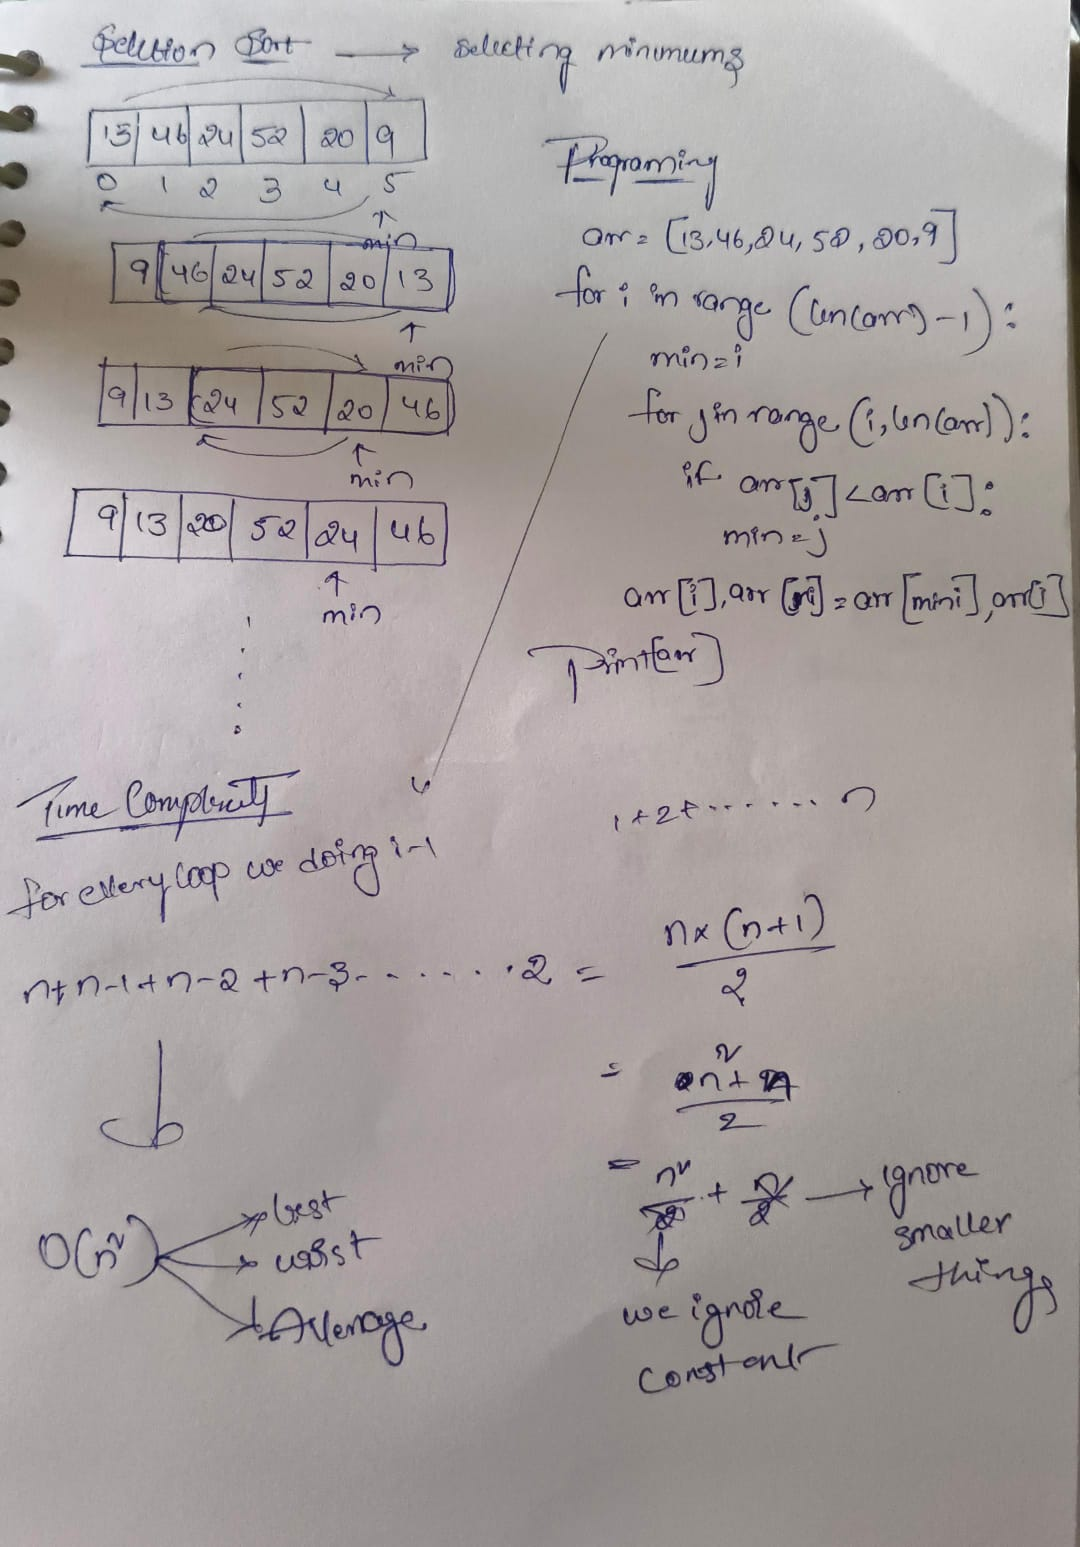 Selection Sort → selecting minimums
13 46 24 52 20 9
0 1 2 3 4 5
min
9 46 24 52 20 13
min
9 13 24 52 20 46
min
9 13 20 52 24 46
min
Programing
arr = [13,46,24,52,20,9]
for i in range (len(arr)-1):
min=i
for j in range (i, len(arr)):
if arr[j] < arr[i]:
min=j
arr[i], arr = arr[mini], arr[i]
Print[arr]
Time Complexity
for every loop we doing i-1
1+2+ ....... n
n+n-1+n-2+n-3- ...... 2 = n×(n+1)
2
= n²+n
2
= n²/2 + n/2 → ignore
smaller
things
we ignore
constant
O(n²)
best
worst
Average